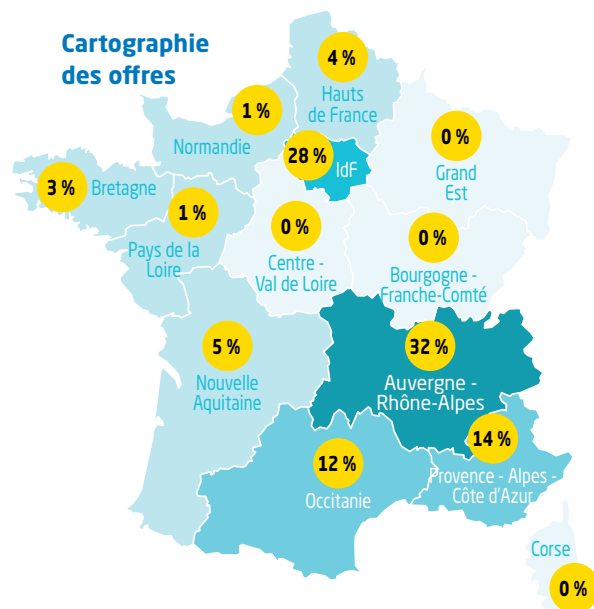 Cartographie
des offres
4 %
Hauts
de France
1 %
Normandie
28 %
IdF
0 %
Grand
Est
3 %
Bretagne
1 %
Pays de la
Loire
0 %
Centre -
Val de Loire
0 %
Bourgogne -
Franche-Comté
5 %
Nouvelle
Aquitaine
32 %
Auvergne -
Rhône-Alpes
12 %
Occitanie
14 %
Provence - Alpes -
Côte d'Azur
Corse
0 %